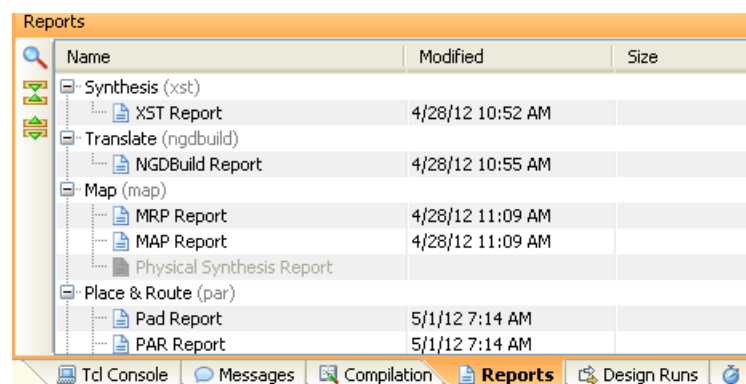 Reports
Name Modified Size
Synthesis (xst)
XST Report 4/28/12 10:52 AM
Translate (ngdbuild)
NGDBuild Report 4/28/12 10:55 AM
Map (map)
MRP Report 4/28/12 11:09 AM
MAP Report 4/28/12 11:09 AM
Physical Synthesis Report
Place & Route (par)
Pad Report 5/1/12 7:14 AM
PAR Report 5/1/12 7:14 AM
Tcl Console Messages Compilation Reports Design Runs